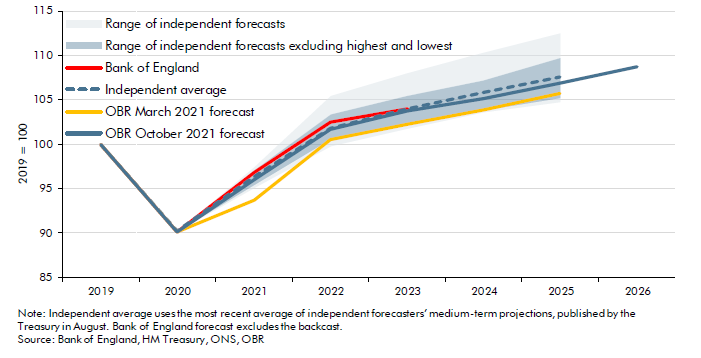 115
110
105
100
95
90
85
2019 = 100
Range of independent forecasts
Range of independent forecasts excluding highest and lowest
Bank of England
Independent average
OBR March 2021 forecast
OBR October 2021 forecast
2019 2020 2021 2022 2023 2024 2025 2026
Note: Independent average uses the most recent average of independent forecasters' medium-term projections, published by the
Treasury in August. Bank of England forecast excludes the backcast.
Source: Bank of England, HM Treasury, ONS, OBR